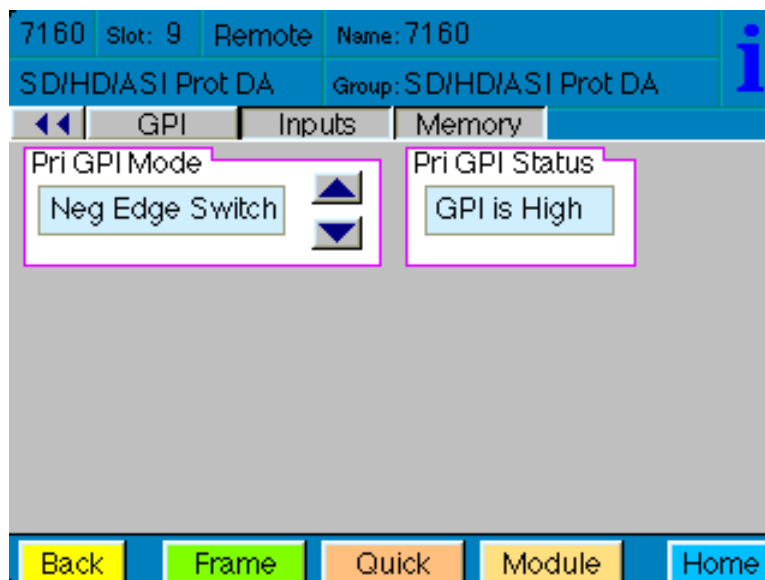 7160 Slot: 9 Remote Name: 7160
SD/HD/ASI Prot DA Group: SD/HD/ASI Prot DA
i
GPI Inputs Memory
Pri GPI Mode Pri GPI Status
Neg Edge Switch GPI is High
Back Frame Quick Module Home